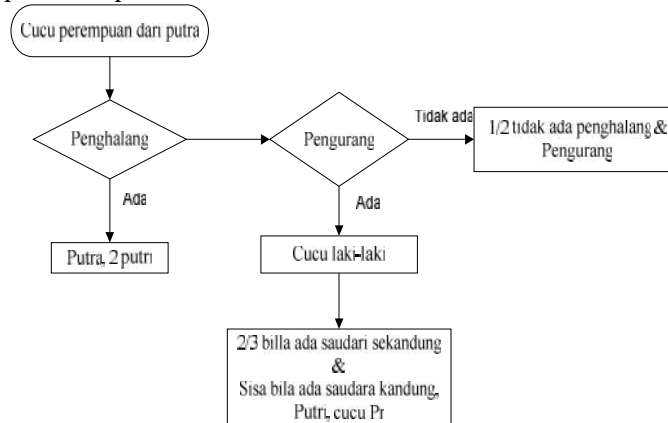 Cucu perempuan dari putra
Penghalang
Pengurang
Tidak ada
1/2 tidak ada penghalang &
Pengurang
Ada
Ada
Putra, 2 putri
Cucu laki-laki
2/3 billa ada saudari sekandung
&
Sisa bila ada saudara kandung,
Putri, cucu Pr